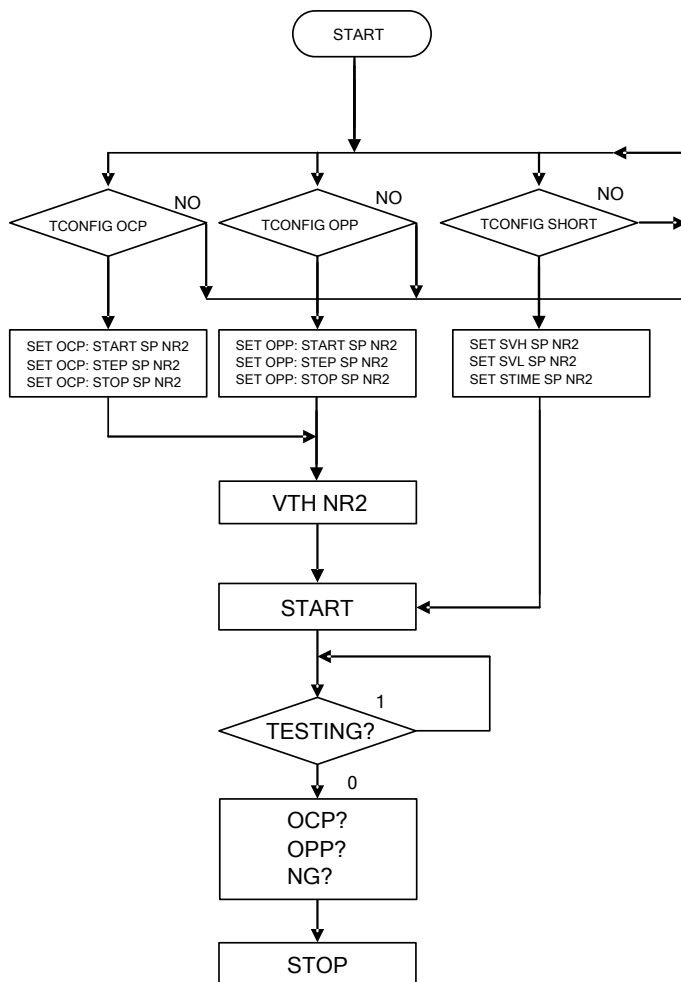 START
NO
NO
NO
TCONFIG OCP
TCONFIG OPP
TCONFIG SHORT
SET OCP: START SP NR2
SET OCP: STEP SP NR2
SET OCP: STOP SP NR2
SET OPP: START SP NR2
SET OPP: STEP SP NR2
SET OPP: STOP SP NR2
SET SVH SP NR2
SET SVL SP NR2
SET STIME SP NR2
VTH NR2
START
1
TESTING?
0
OCP?
OPP?
NG?
STOP